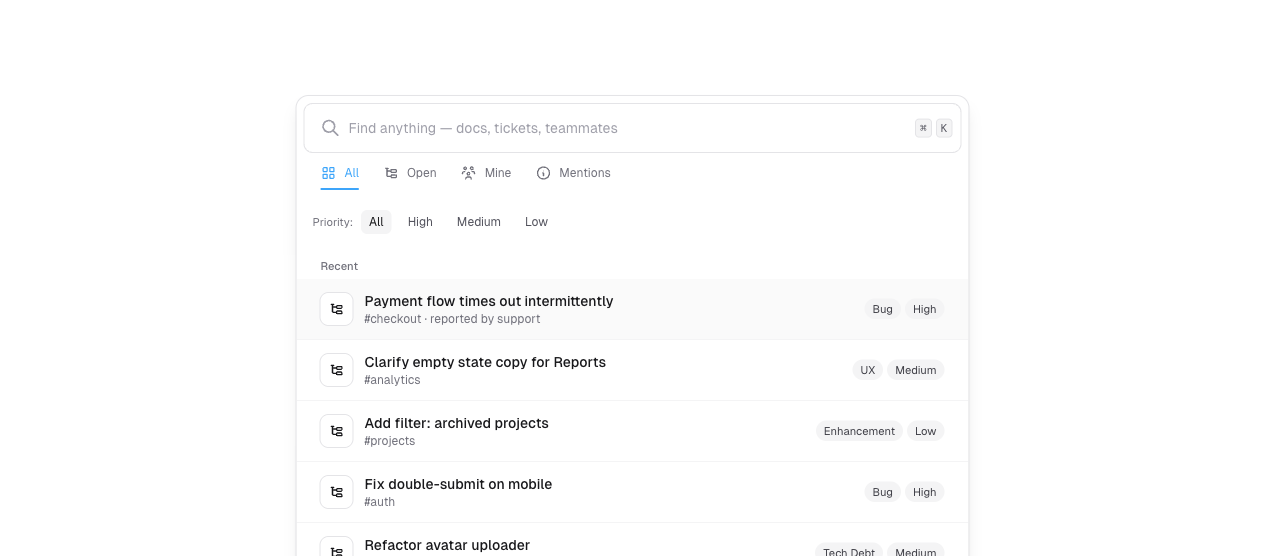 Find anything — docs, tickets, teammates ⌘ K
All Open Mine Mentions
Priority: All High Medium Low
Recent
Payment flow times out intermittently
#checkout · reported by support
Bug High
Clarify empty state copy for Reports
#analytics
UX Medium
Add filter: archived projects
#projects
Enhancement Low
Fix double-submit on mobile
#auth
Bug High
Refactor avatar uploader
Tech Debt Medium